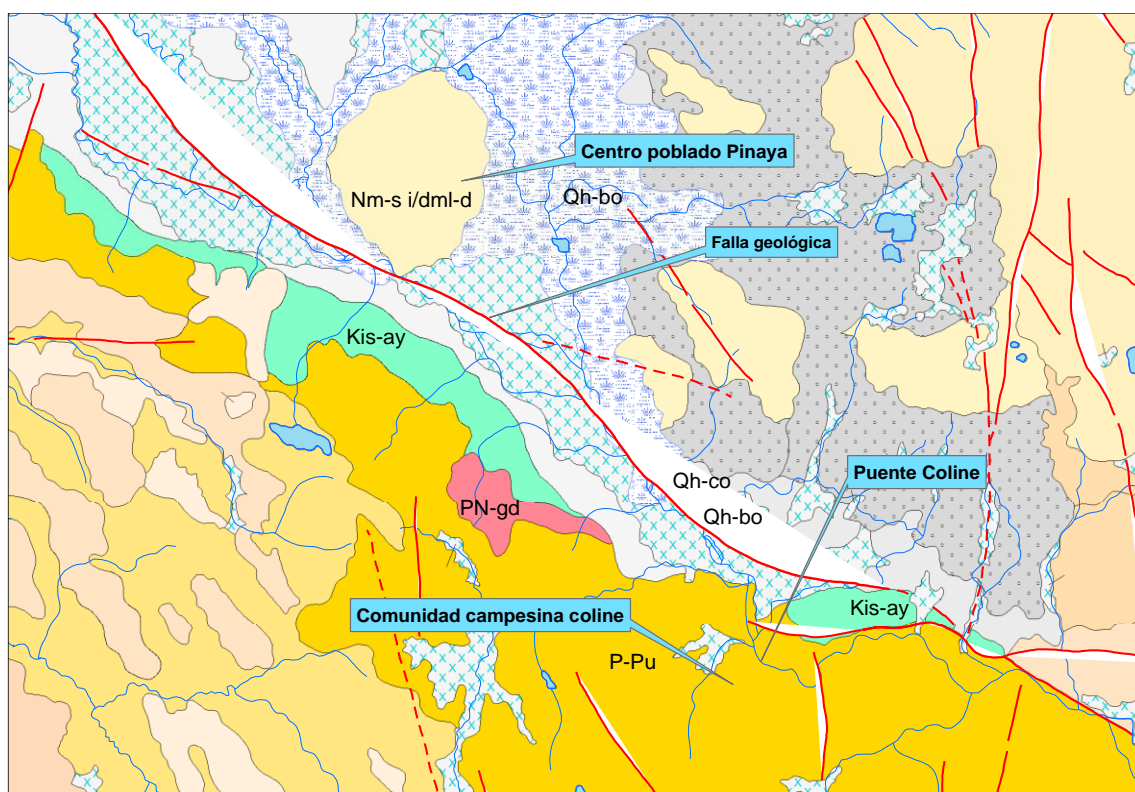 Centro poblado Pinaya
Nm-s i/dml-d
Qh-bo
Falla geológica
Kis-ay
Qh-co
Puente Coline
PN-gd
Qh-bo
Kis-ay
Comunidad campesina coline
P-Pu